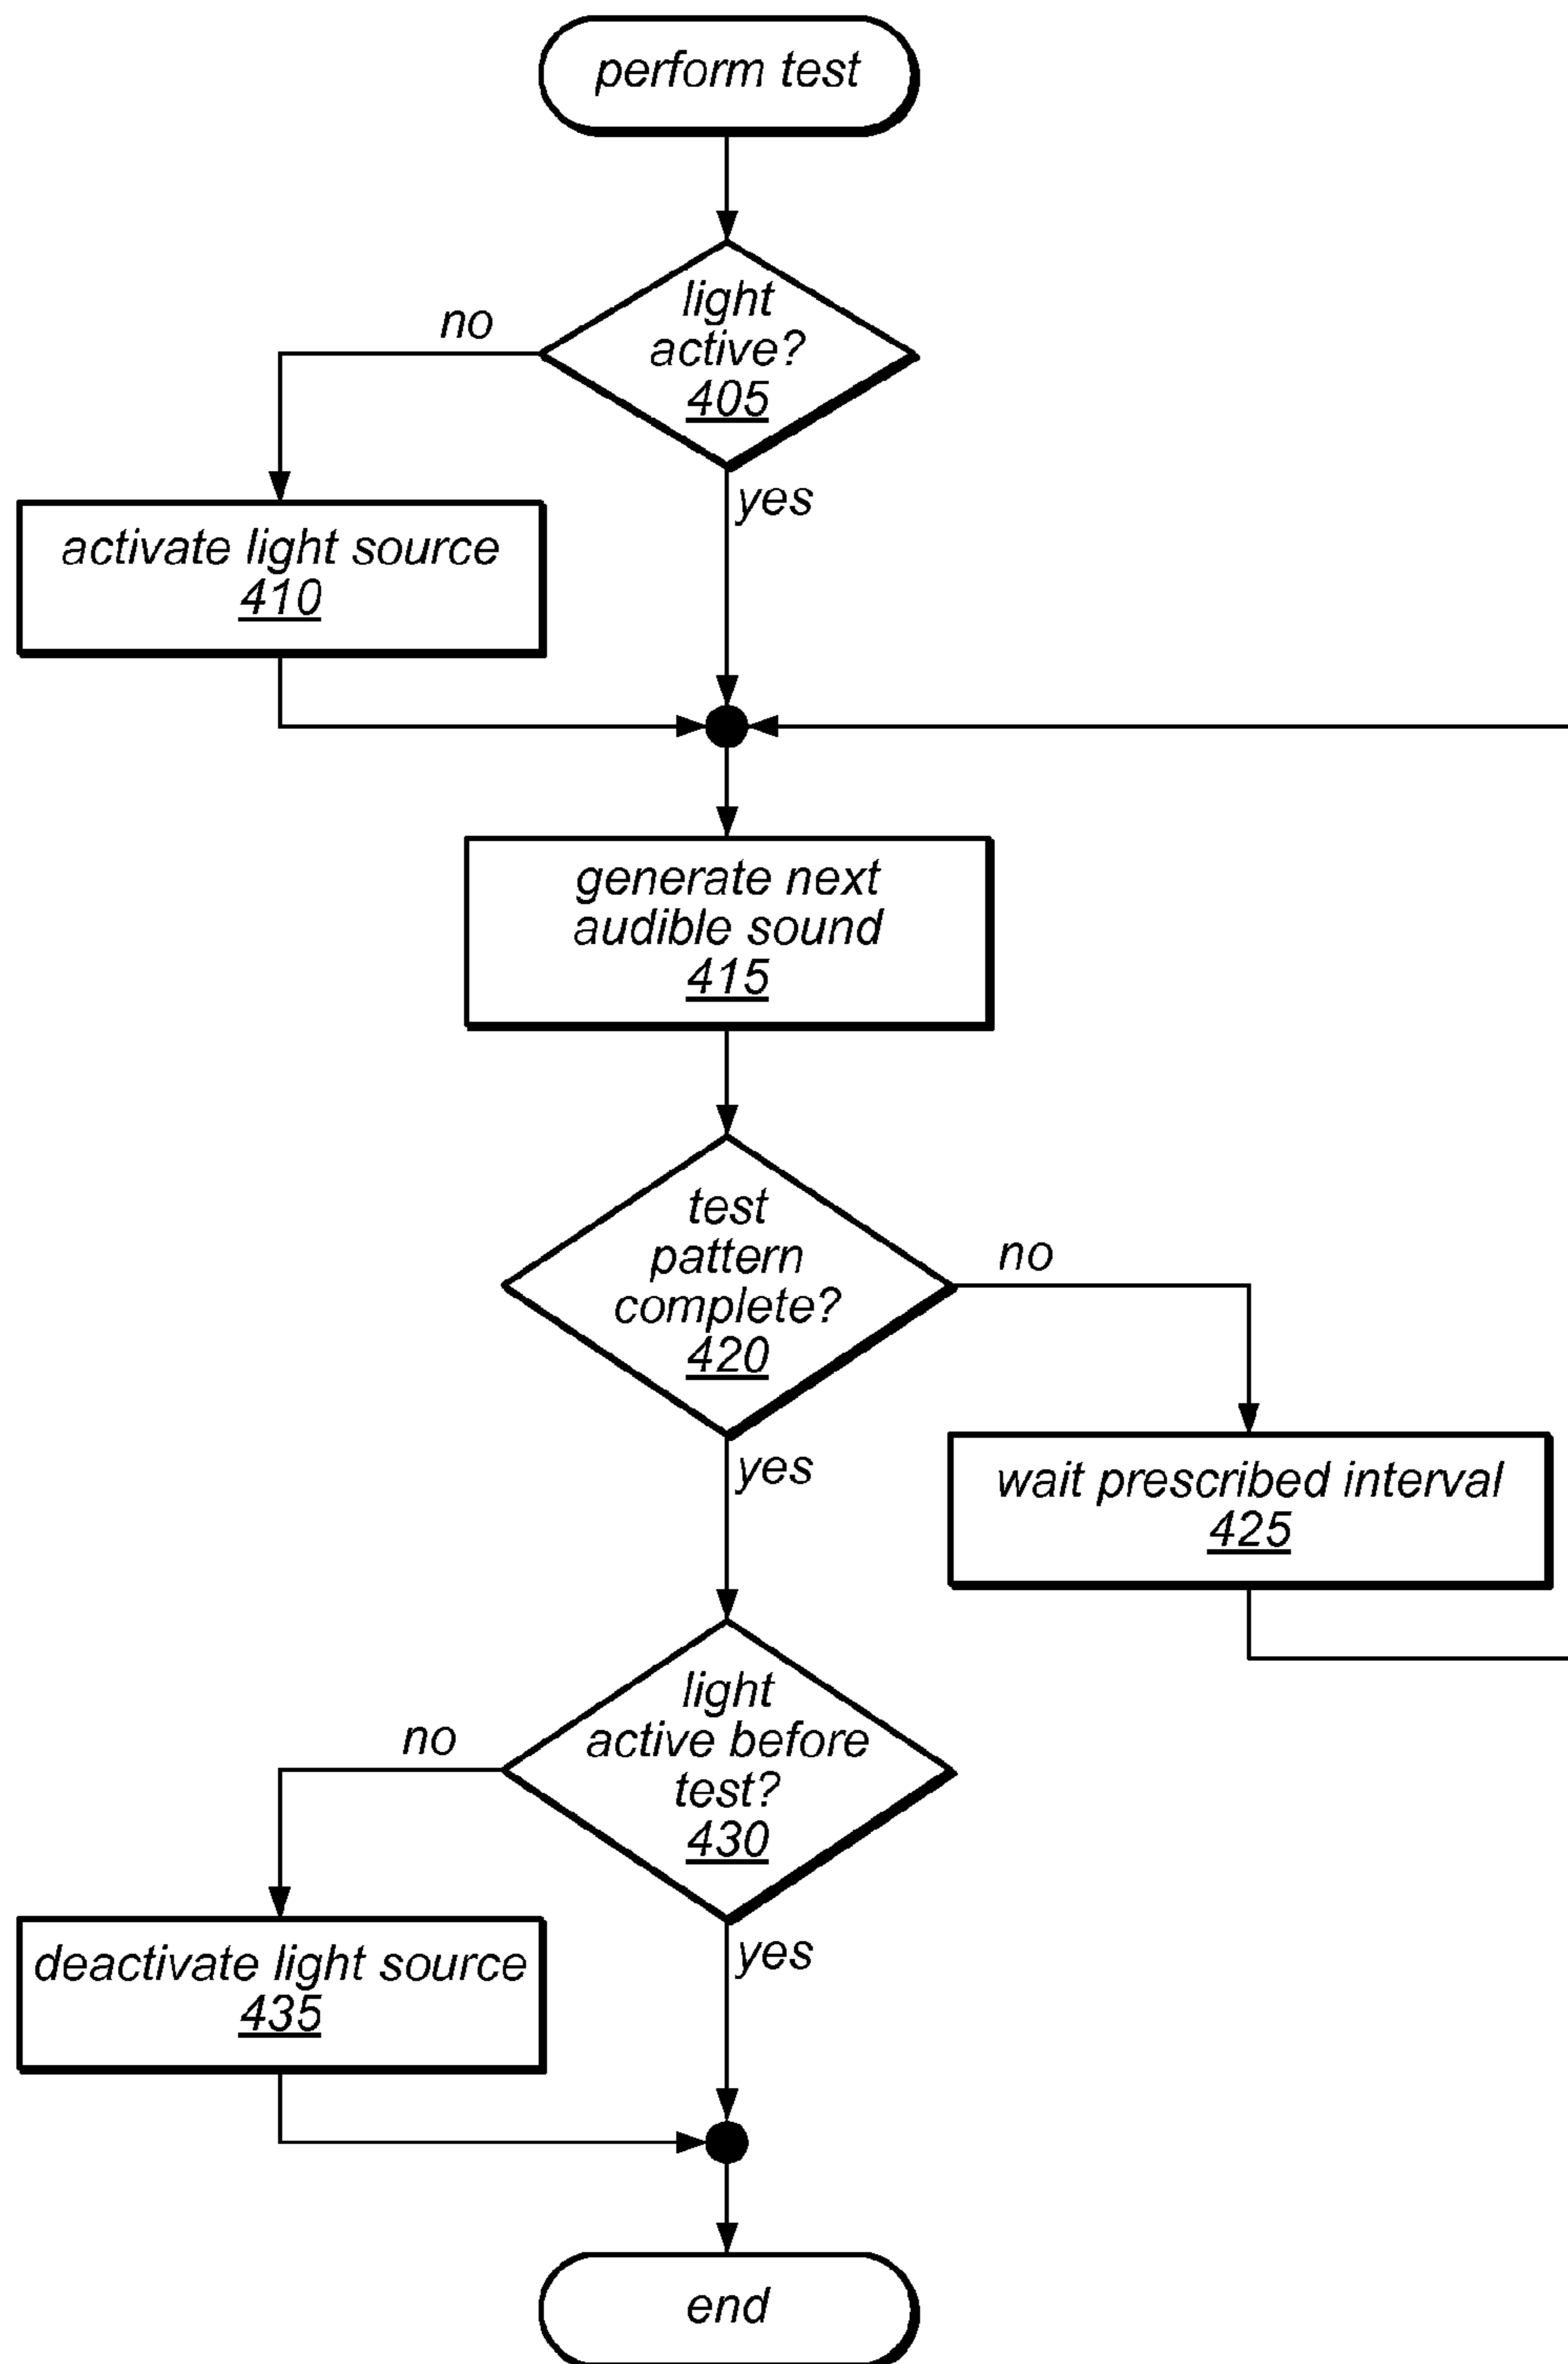 perform test
light
active?
405
no
yes
activate light source
410
generate next
audible sound
415
test
pattern
complete?
420
no
yes
wait prescribed interval
425
light
active before
test?
430
no
yes
deactivate light source
435
end